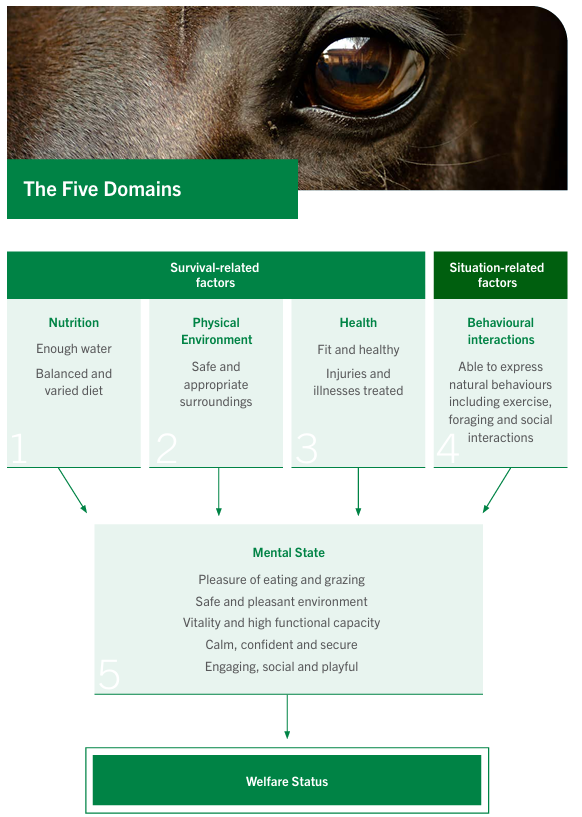 The Five Domains
Survival-related
factors
Situation-related
factors
Nutrition
Enough water
Balanced and
varied diet
1
Physical
Environment
Safe and
appropriate
surroundings
2
Health
Fit and healthy
Injuries and
illnesses treated
3
Behavioural
interactions
Able to express
natural behaviours
including exercise,
foraging and social
interactions
4
Mental State
Pleasure of eating and grazing
Safe and pleasant environment
Vitality and high functional capacity
Calm, confident and secure
Engaging, social and playful
5
Welfare Status